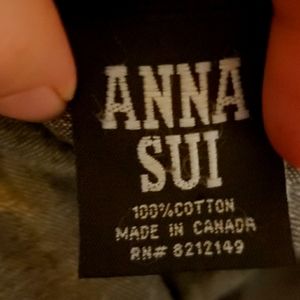 ANNA
SUI
100%COTTON
MADE IN CANADA
RN# 8212149